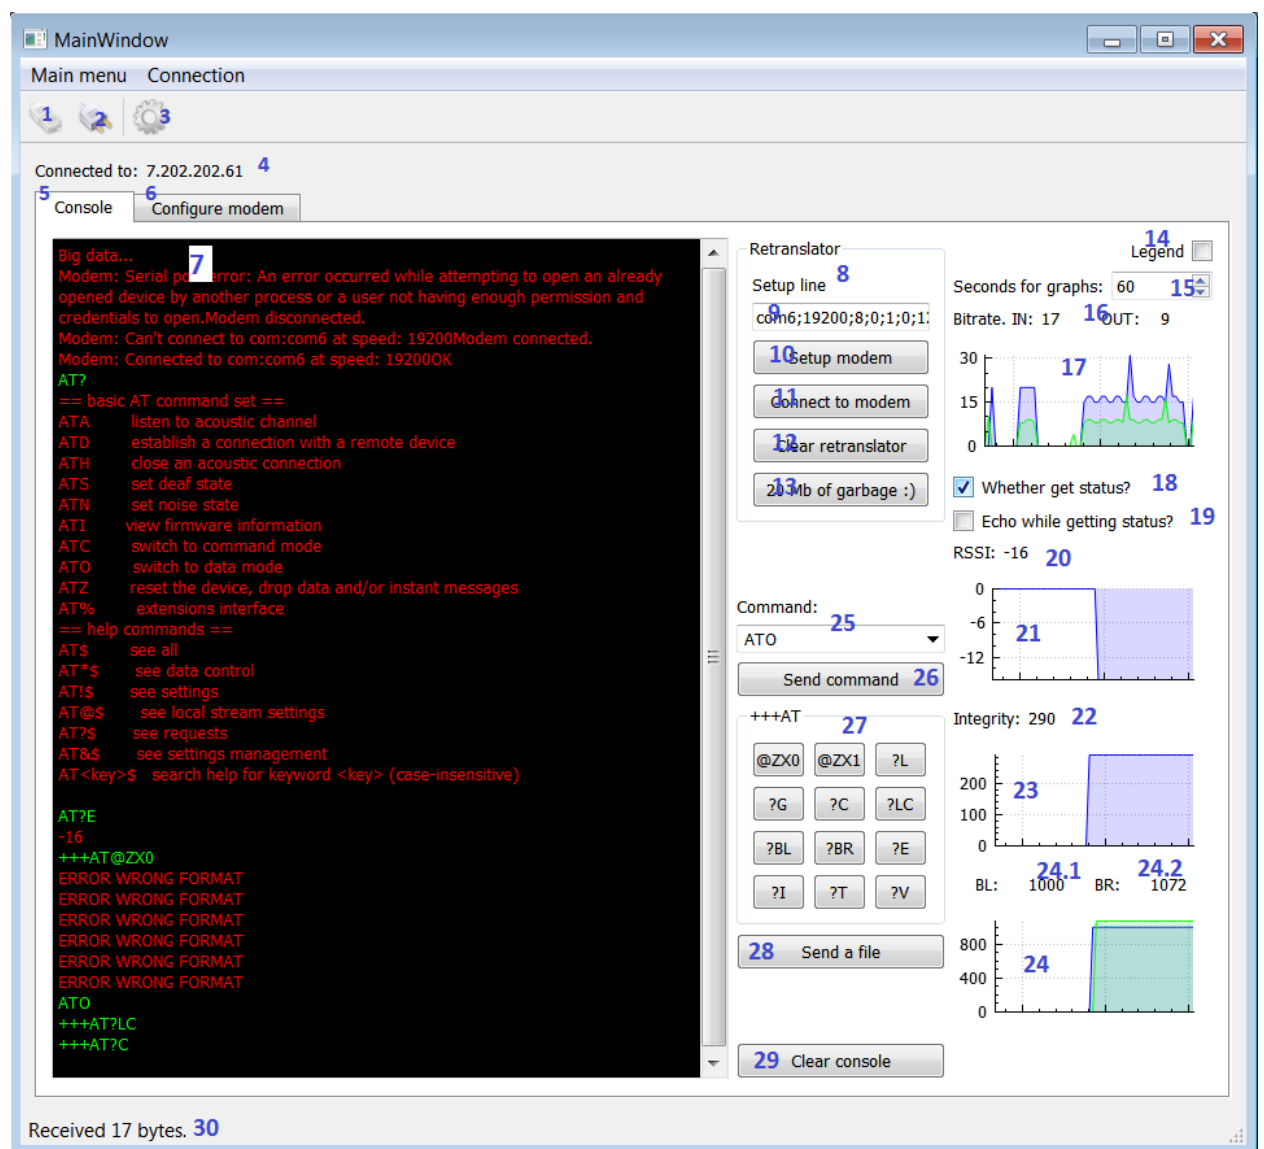 MainWindow
Main menu Connection
1 2 3
Connected to: 7.202.202.61 4
5 Console 6 Configure modem
7
Big data...
Modem: Serial port error: An error occurred while attempting to open an already
opened device by another process or a user not having enough permission and
credentials to open.Modem disconnected.
Modem: Can't connect to com:com6 at speed: 19200Modem connected.
Modem: Connected to com:com6 at speed: 19200OK
AT?
== basic AT command set ==
ATA listen to acoustic channel
ATD establish a connection with a remote device
ATH close an acoustic connection
ATS set deaf state
ATN set noise state
ATI view firmware information
ATC switch to command mode
ATO switch to data mode
ATZ reset the device, drop data and/or instant messages
AT% extensions interface
== help commands ==
AT$ see all
AT*$ see data control
AT!$ see settings
AT@$ see local stream settings
AT?$ see requests
AT&$ see settings management
AT<key>$ search help for keyword <key> (case-insensitive)
AT?E
-16
+++AT@ZX0
ERROR WRONG FORMAT
ERROR WRONG FORMAT
ERROR WRONG FORMAT
ERROR WRONG FORMAT
ERROR WRONG FORMAT
ERROR WRONG FORMAT
ATO
+++AT?LC
+++AT?C
Retranslator
Setup line 8
9 com6;19200;8;0;1;0;1
10 Setup modem
11 Connect to modem
12 Clear retranslator
13 20 Mb of garbage :)
Command:
25
ATO
Send command 26
+++AT 27
@ZX0 @ZX1 ?L
?G ?C ?LC
?BL ?BR ?E
?I ?T ?V
28 Send a file
29 Clear console
14
Legend
Seconds for graphs: 60 15
Bitrate. IN: 17 16 OUT: 9
30
15
0
17
Whether get status? 18
Echo while getting status? 19
RSSI: -16 20
0
-6
-12
21
Integrity: 290 22
200
100
0
23
24.1 24.2
BL: 1000 BR: 1072
800
400
0
24
Received 17 bytes. 30